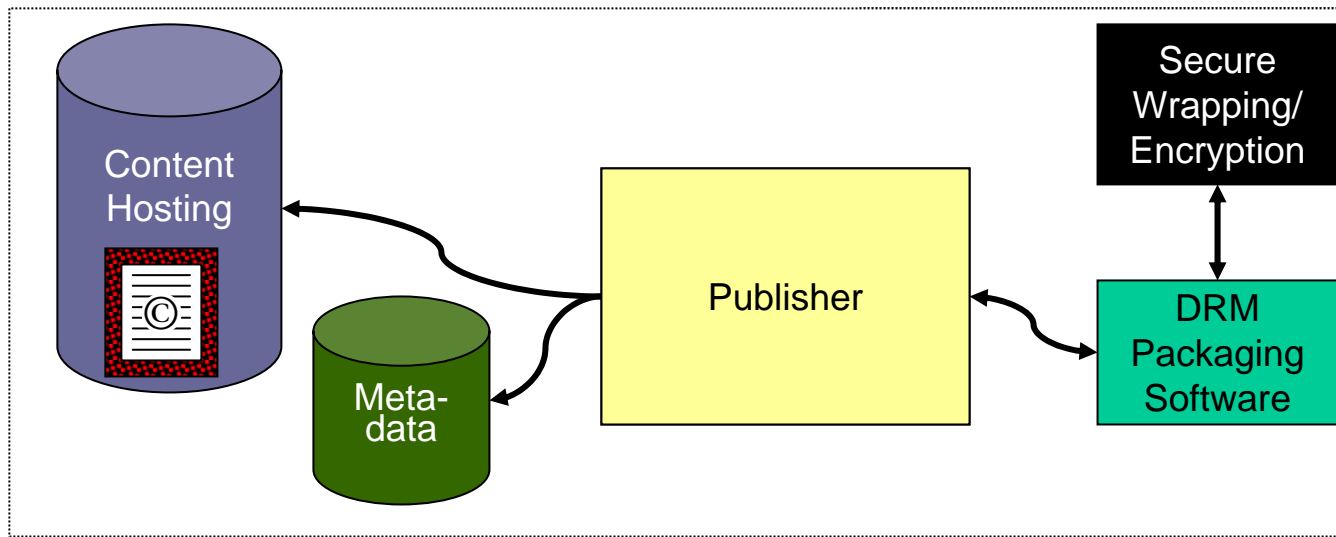 Content
Hosting
©
Meta-
data
Publisher
Secure
Wrapping/
Encryption
DRM
Packaging
Software